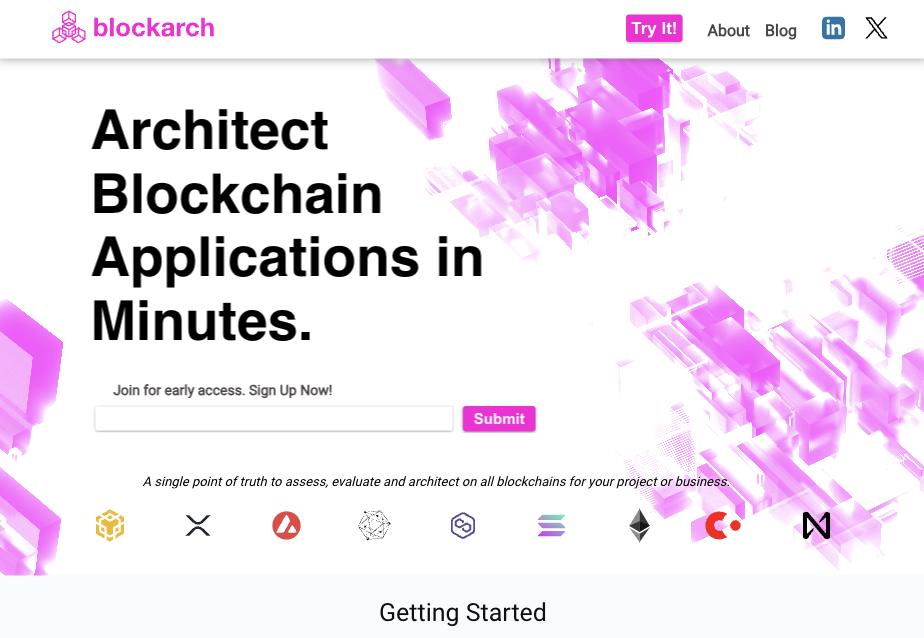 blockarch
Try It!
About
Blog
in
Architect
Blockchain
Applications in
Minutes.
Join for early access. Sign Up Now!
Submit
A single point of truth to assess, evaluate and architect on all blockchains for your project or business.
Getting Started